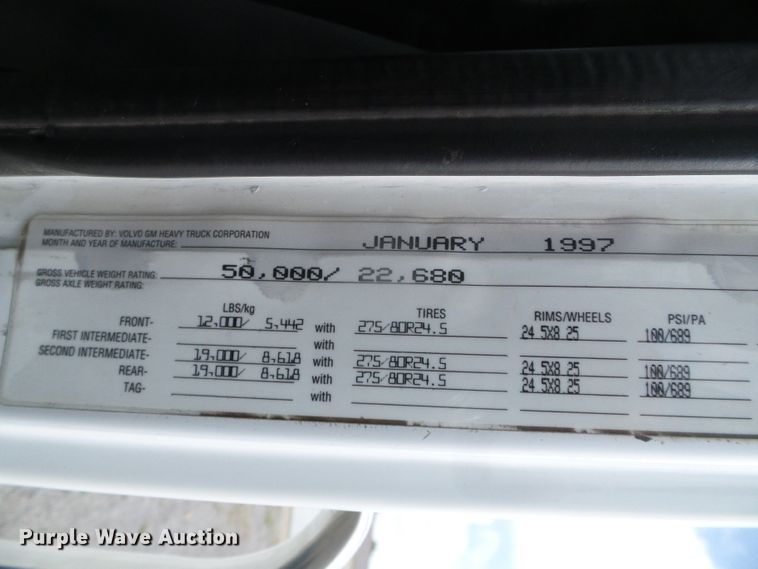 MANUFACTURED BY: VOLVO GM HEAVY TRUCK CORPORATION
MONTH AND YEAR OF MANUFACTURE: JANUARY 1997
GROSS VEHICLE WEIGHT RATING: 50,000/ 22,680
GROSS AXLE WEIGHT RATING:
LBS/kg TIRES RIMS/WHEELS PSI/PA
FRONT- 12,000/ 5,442 with 275/80R24.5 24.5X8.25 100/689
FIRST INTERMEDIATE- with
SECOND INTERMEDIATE- 19,000/ 8,618 with 275/80R24.5 24.5X8.25 100/689
REAR- 19,000/ 8,618 with 275/80R24.5 24.5X8.25 100/689
TAG- with
Purple Wave Auction